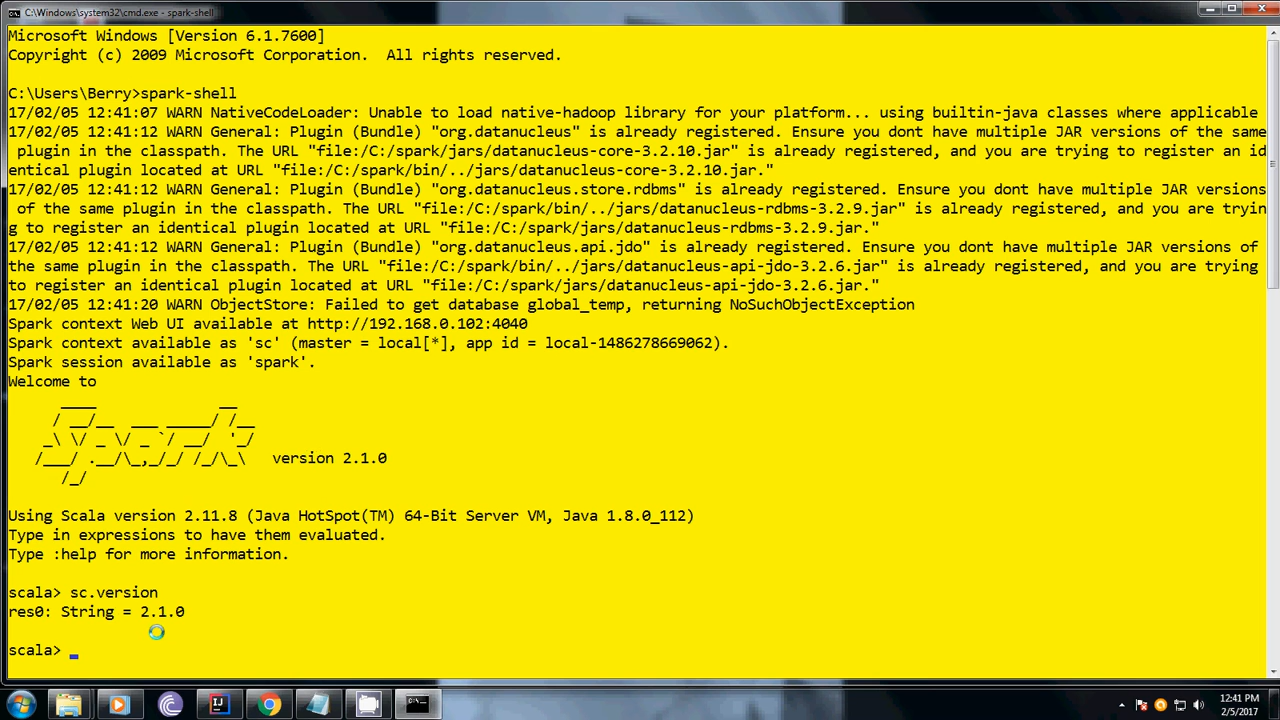 C:\Windows\system32\cmd.exe - spark-shell
Microsoft Windows [Version 6.1.7600]
Copyright (c) 2009 Microsoft Corporation.  All rights reserved.
C:\Users\Berry>spark-shell
17/02/05 12:41:07 WARN NativeCodeLoader: Unable to load native-hadoop library for your platform... using builtin-java classes where applicable
17/02/05 12:41:12 WARN General: Plugin (Bundle) "org.datanucleus" is already registered. Ensure you dont have multiple JAR versions of the same
 plugin in the classpath. The URL "file:/C:/spark/jars/datanucleus-core-3.2.10.jar" is already registered, and you are trying to register an id
entical plugin located at URL "file:/C:/spark/bin/../jars/datanucleus-core-3.2.10.jar."
17/02/05 12:41:12 WARN General: Plugin (Bundle) "org.datanucleus.store.rdbms" is already registered. Ensure you dont have multiple JAR versions
 of the same plugin in the classpath. The URL "file:/C:/spark/bin/../jars/datanucleus-rdbms-3.2.9.jar" is already registered, and you are tryin
g to register an identical plugin located at URL "file:/C:/spark/jars/datanucleus-rdbms-3.2.9.jar."
17/02/05 12:41:12 WARN General: Plugin (Bundle) "org.datanucleus.api.jdo" is already registered. Ensure you dont have multiple JAR versions of
the same plugin in the classpath. The URL "file:/C:/spark/bin/../jars/datanucleus-api-jdo-3.2.6.jar" is already registered, and you are trying
to register an identical plugin located at URL "file:/C:/spark/jars/datanucleus-api-jdo-3.2.6.jar."
17/02/05 12:41:20 WARN ObjectStore: Failed to get database global_temp, returning NoSuchObjectException
Spark context Web UI available at http://192.168.0.102:4040
Spark context available as 'sc' (master = local[*], app id = local-1486278669062).
Spark session available as 'spark'.
Welcome to
      ____              __
     / __/__  ___ _____/ /__
    _\ \/ _ \/ _ `/ __/  '_/
   /___/ .__/\_,_/_/ /_/\_\   version 2.1.0
      /_/
Using Scala version 2.11.8 (Java HotSpot(TM) 64-Bit Server VM, Java 1.8.0_112)
Type in expressions to have them evaluated.
Type :help for more information.
scala> sc.version
res0: String = 2.1.0
scala>
12:41 PM
2/5/2017